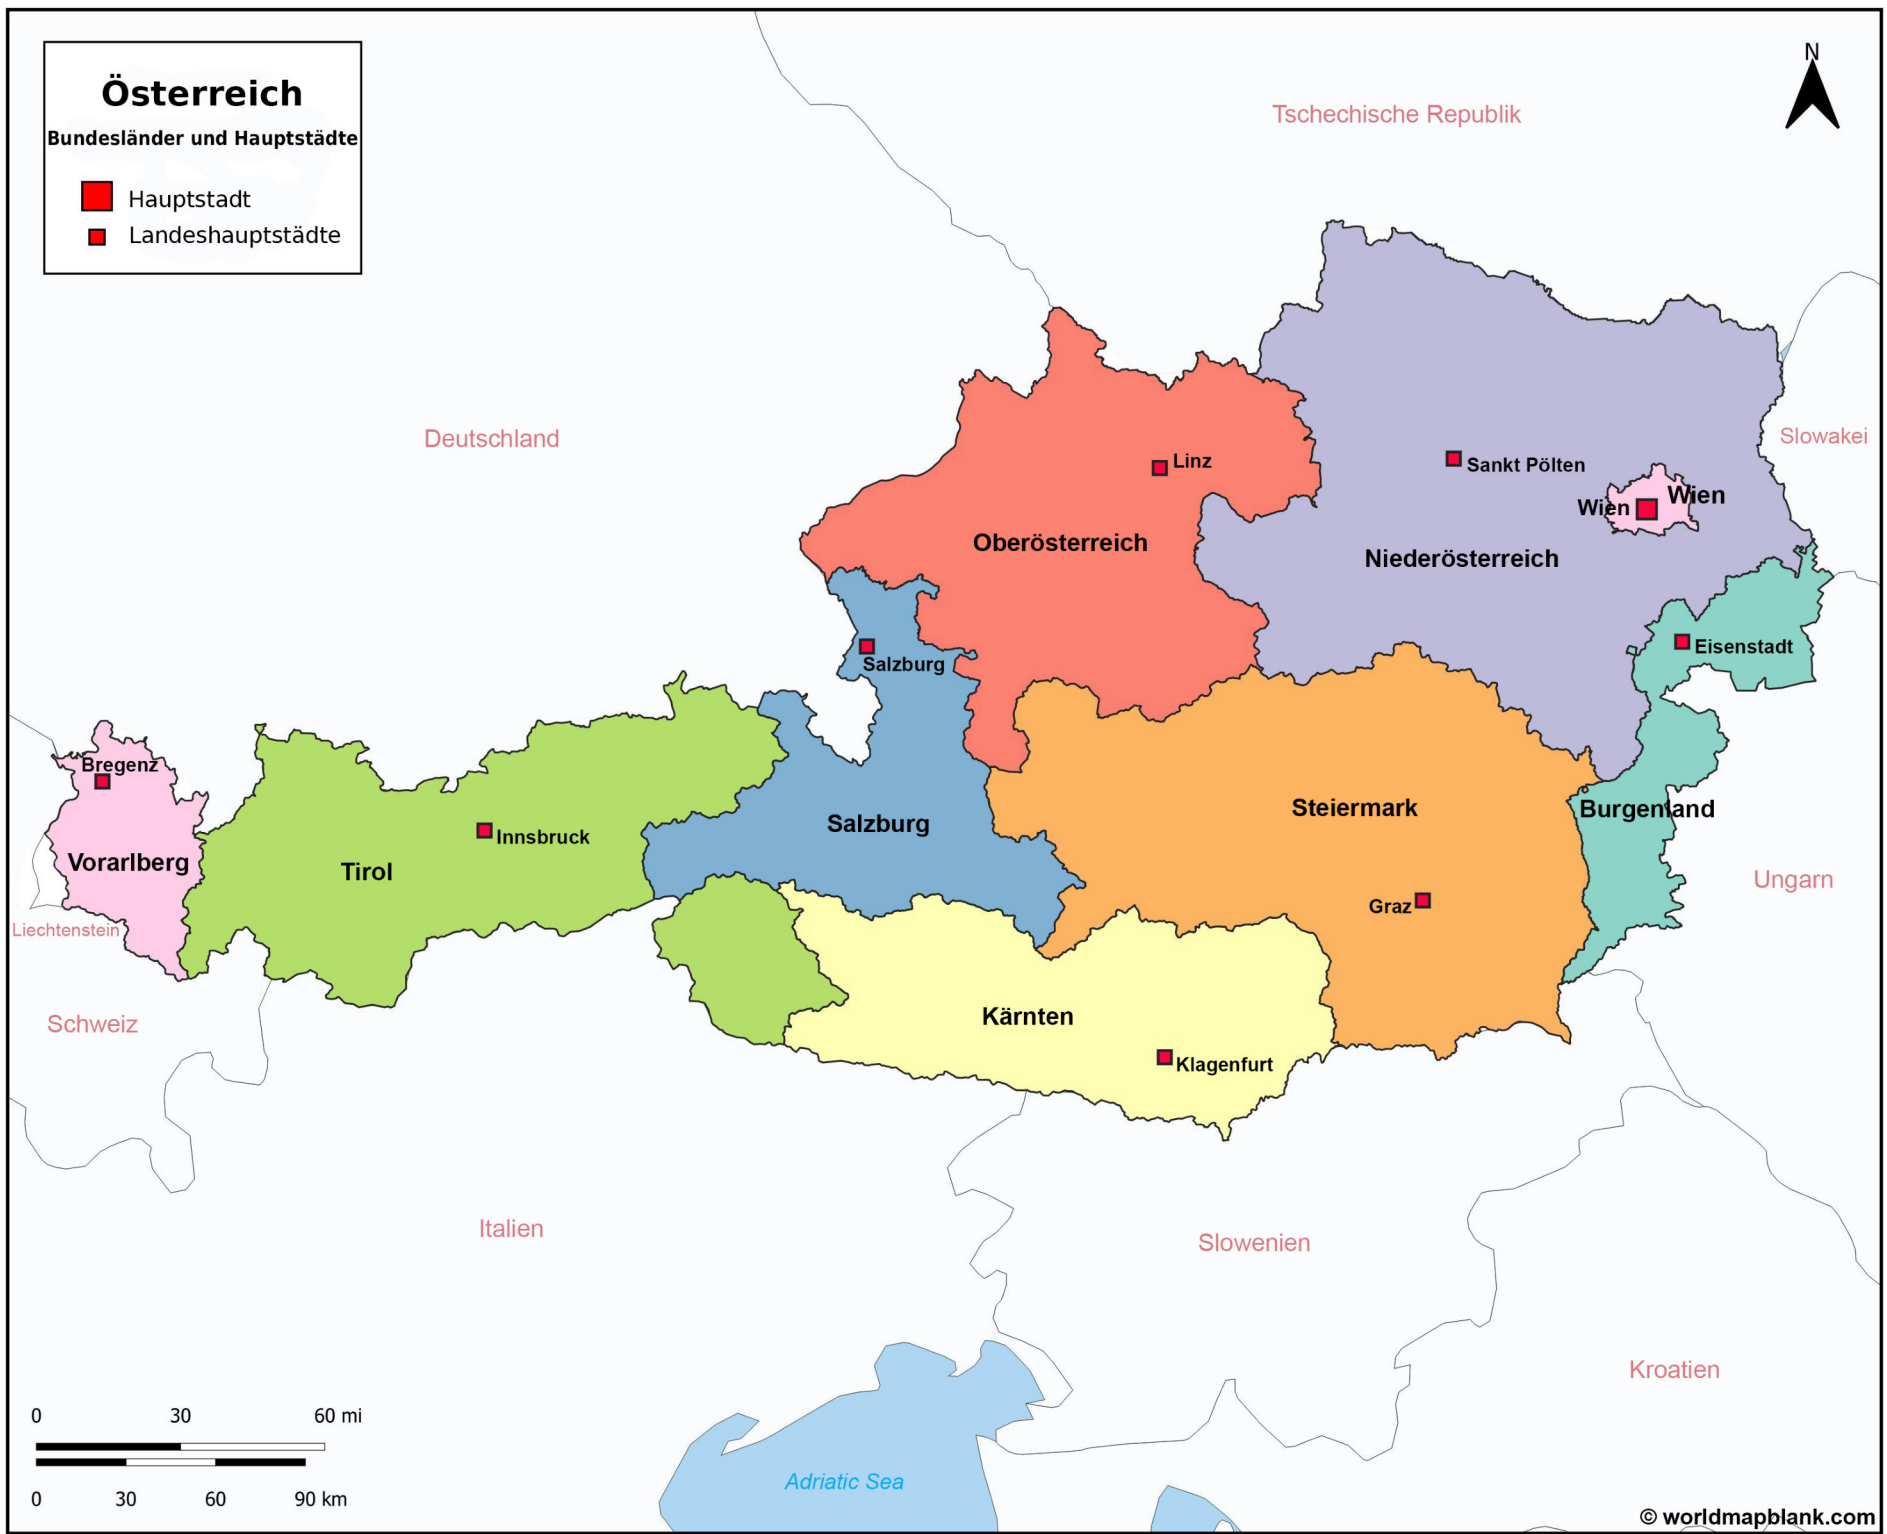 Österreich
Bundesländer und Hauptstädte
Hauptstadt
Landeshauptstädte
N
Tschechische Republik
Deutschland
Slowakei
Linz
Sankt Pölten
Wien
Wien
Oberösterreich
Niederösterreich
Eisenstadt
Salzburg
Bregenz
Steiermark
Burgenland
Salzburg
Innsbruck
Vorarlberg
Tirol
Ungarn
Graz
Liechtenstein
Kärnten
Schweiz
Klagenfurt
Italien
Slowenien
Kroatien
0 30 60 mi
Adriatic Sea
0 30 60 90 km
© worldmapblank.com